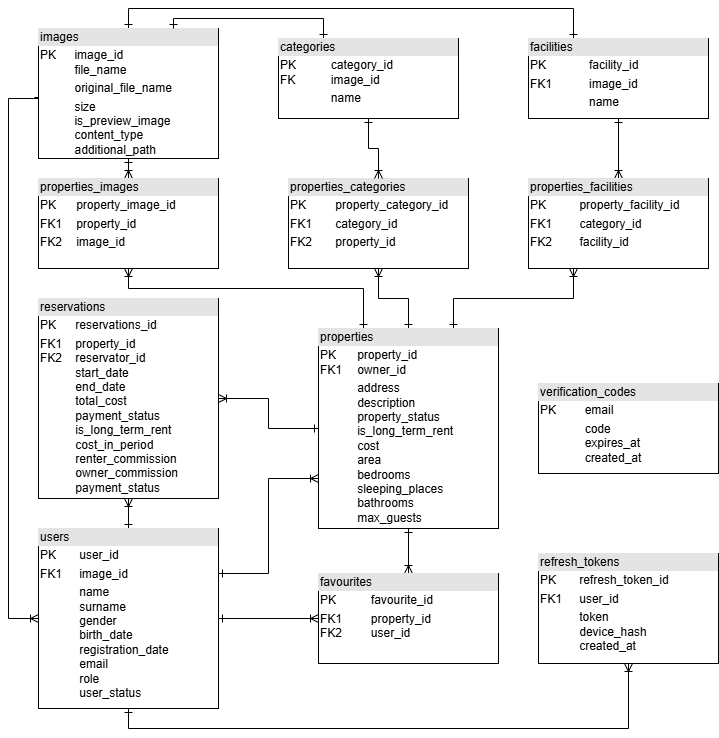 images
PK image_id
file_name
original_file_name
size
is_preview_image
content_type
additional_path
categories
PK category_id
FK image_id
name
facilities
PK facility_id
FK1 image_id
name
properties_images
PK property_image_id
FK1 property_id
FK2 image_id
properties_categories
PK property_category_id
FK1 category_id
FK2 property_id
properties_facilities
PK property_facility_id
FK1 category_id
FK2 facility_id
reservations
PK reservations_id
FK1 property_id
FK2 reservator_id
start_date
end_date
total_cost
payment_status
is_long_term_rent
cost_in_period
renter_commission
owner_commission
payment_status
properties
PK property_id
FK1 owner_id
address
description
property_status
is_long_term_rent
cost
area
bedrooms
sleeping_places
bathrooms
max_guests
verification_codes
PK email
code
expires_at
created_at
users
PK user_id
FK1 image_id
name
surname
gender
birth_date
registration_date
email
role
user_status
favourites
PK favourite_id
FK1 property_id
FK2 user_id
refresh_tokens
PK refresh_token_id
FK1 user_id
token
device_hash
created_at